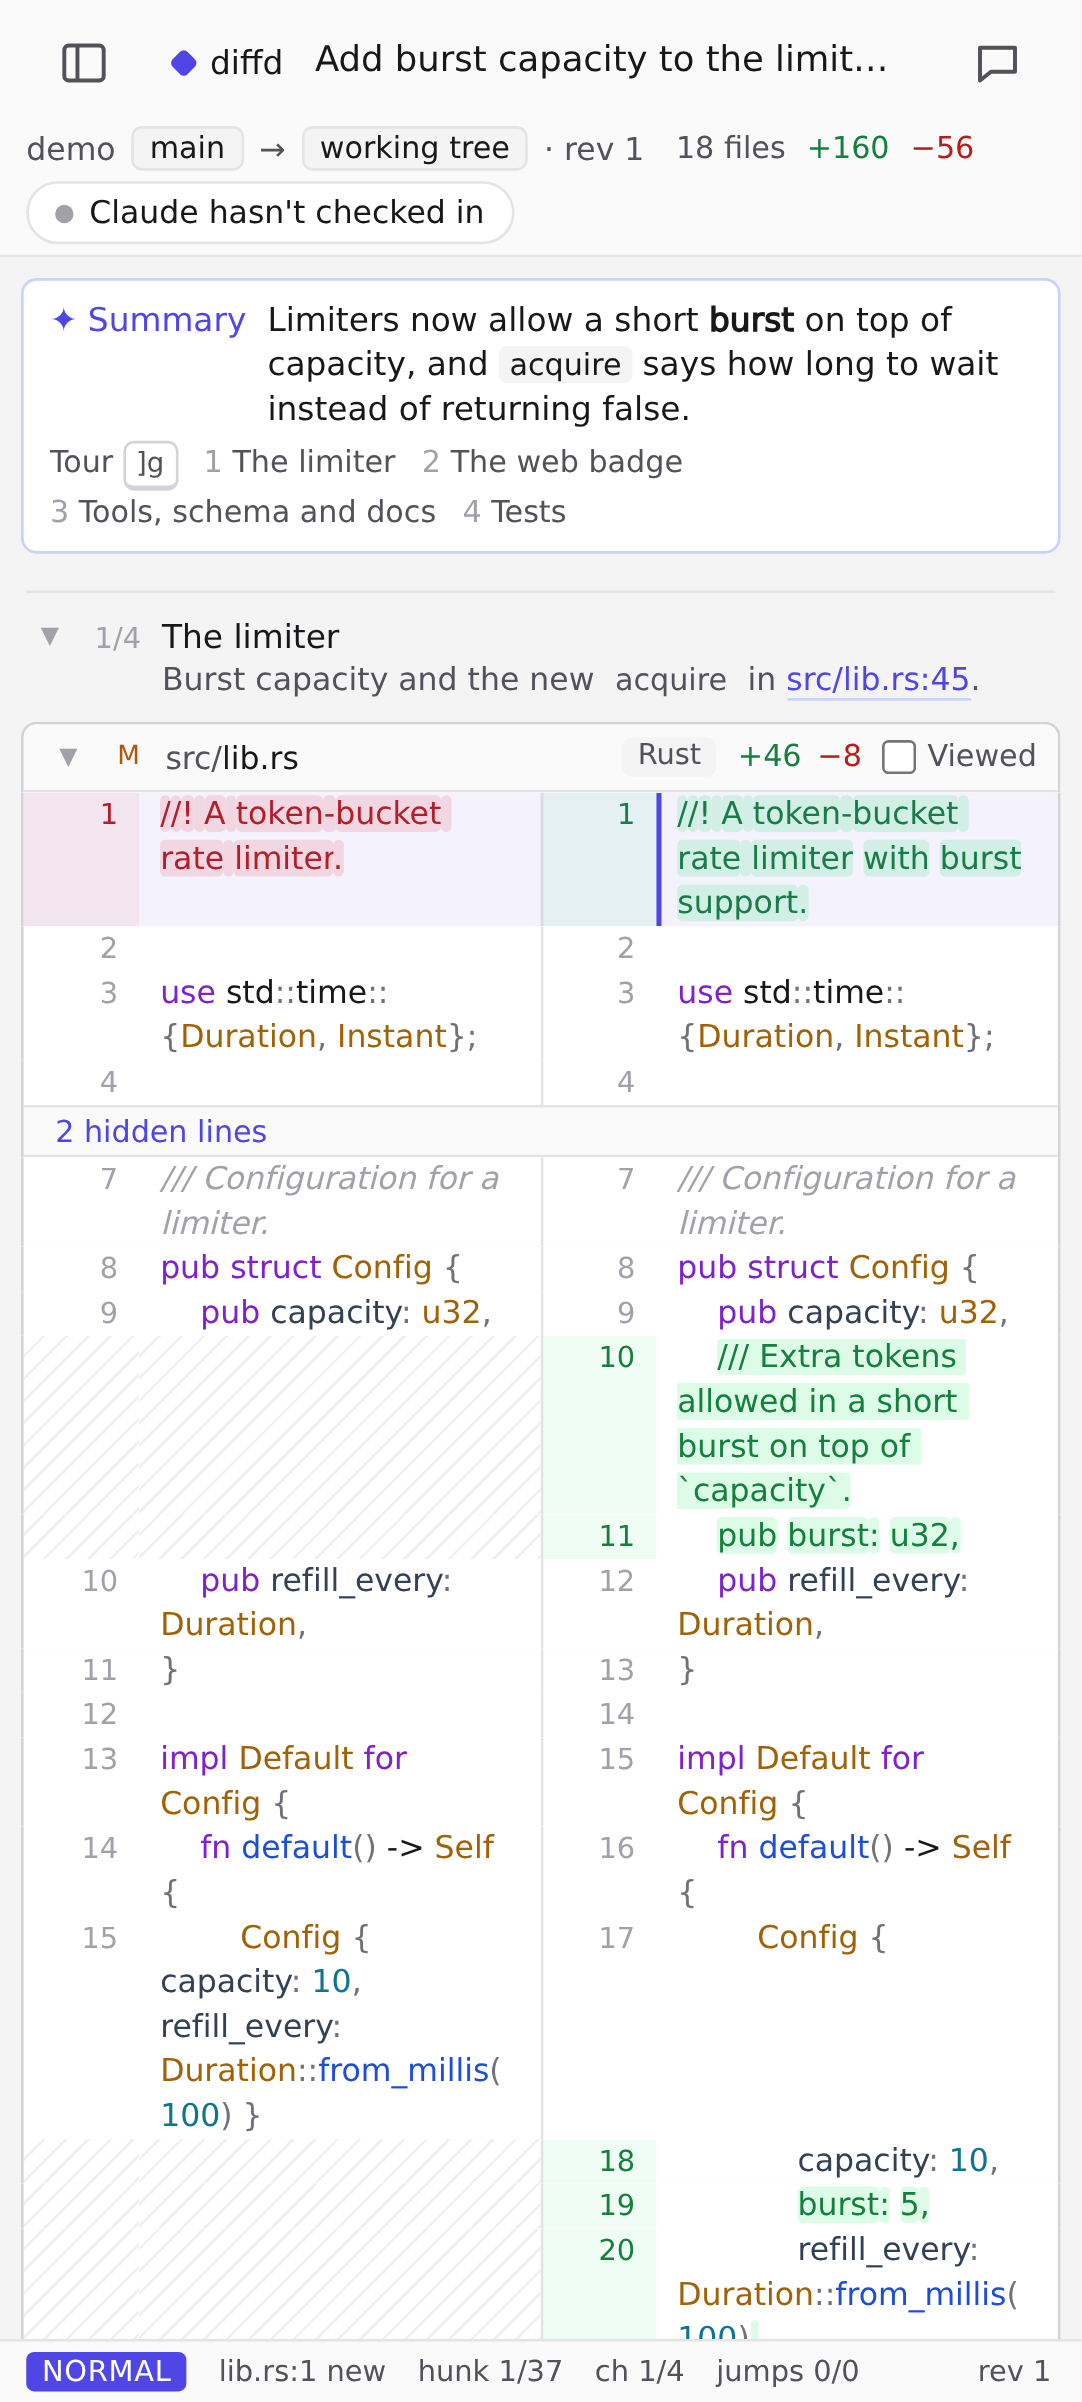 diffd Add burst capacity to the limit…
demo main → working tree · rev 1 18 files +160 −56
Claude hasn't checked in
✦ Summary Limiters now allow a short burst on top of
capacity, and acquire says how long to wait
instead of returning false.
Tour ]g 1 The limiter 2 The web badge
3 Tools, schema and docs 4 Tests
▼ 1/4 The limiter
Burst capacity and the new acquire in src/lib.rs:45.
▼ M src/lib.rs Rust +46 −8 Viewed
1 //! A token-bucket 1 //! A token-bucket
rate limiter. rate limiter with burst
support.
2 2
3 use std::time:: 3 use std::time::
{Duration, Instant}; {Duration, Instant};
4 4
2 hidden lines
7 /// Configuration for a 7 /// Configuration for a
limiter. limiter.
8 pub struct Config { 8 pub struct Config {
9 pub capacity: u32, 9 pub capacity: u32,
10 /// Extra tokens
allowed in a short
burst on top of
`capacity`.
11 pub burst: u32,
10 pub refill_every: 12 pub refill_every:
Duration, Duration,
11 } 13 }
12 14
13 impl Default for 15 impl Default for
Config { Config {
14 fn default() -> Self 16 fn default() -> Self
{ {
15 Config { 17 Config {
capacity: 10,
refill_every:
Duration::from_millis(
100) }
18 capacity: 10,
19 burst: 5,
20 refill_every:
Duration::from_millis(
100)
NORMAL lib.rs:1 new hunk 1/37 ch 1/4 jumps 0/0 rev 1